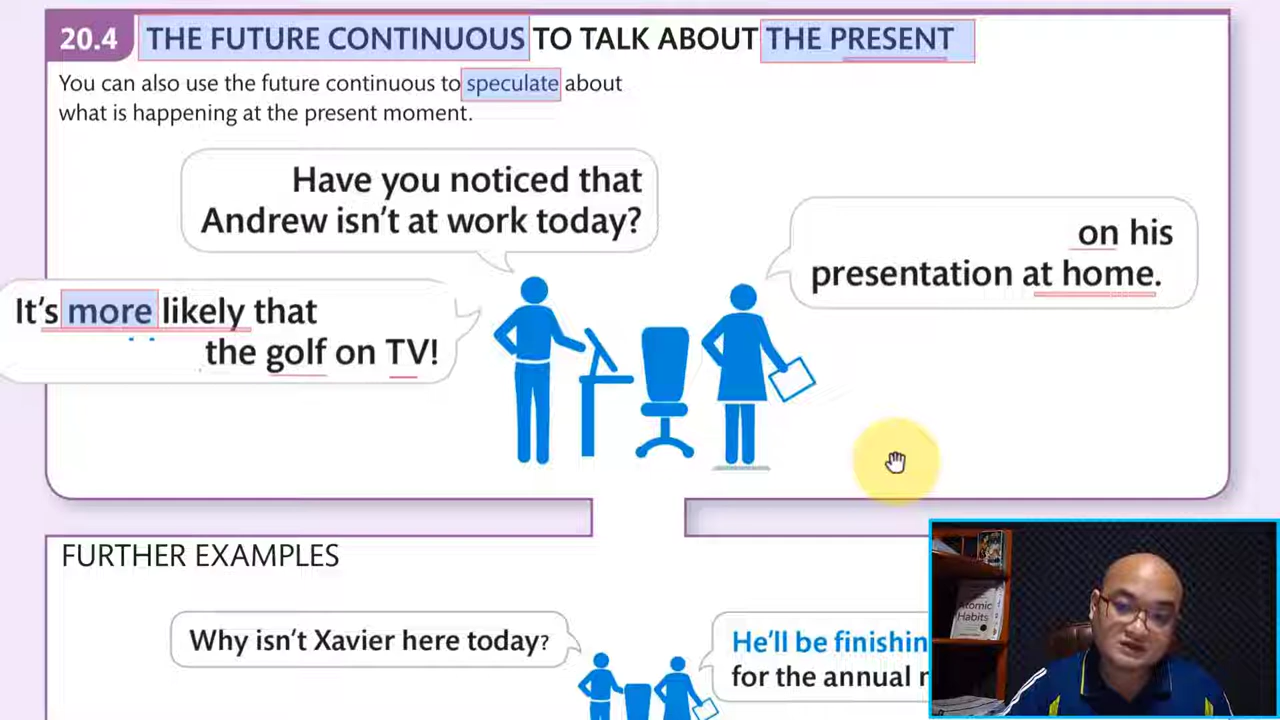 20.4 THE FUTURE CONTINUOUS TO TALK ABOUT THE PRESENT
You can also use the future continuous to speculate about
what is happening at the present moment.
Have you noticed that
Andrew isn't at work today?
on his
presentation at home.
It's more likely that
the golf on TV!
FURTHER EXAMPLES
Why isn't Xavier here today?
He'll be finishin
for the annual
Atomic
Habits